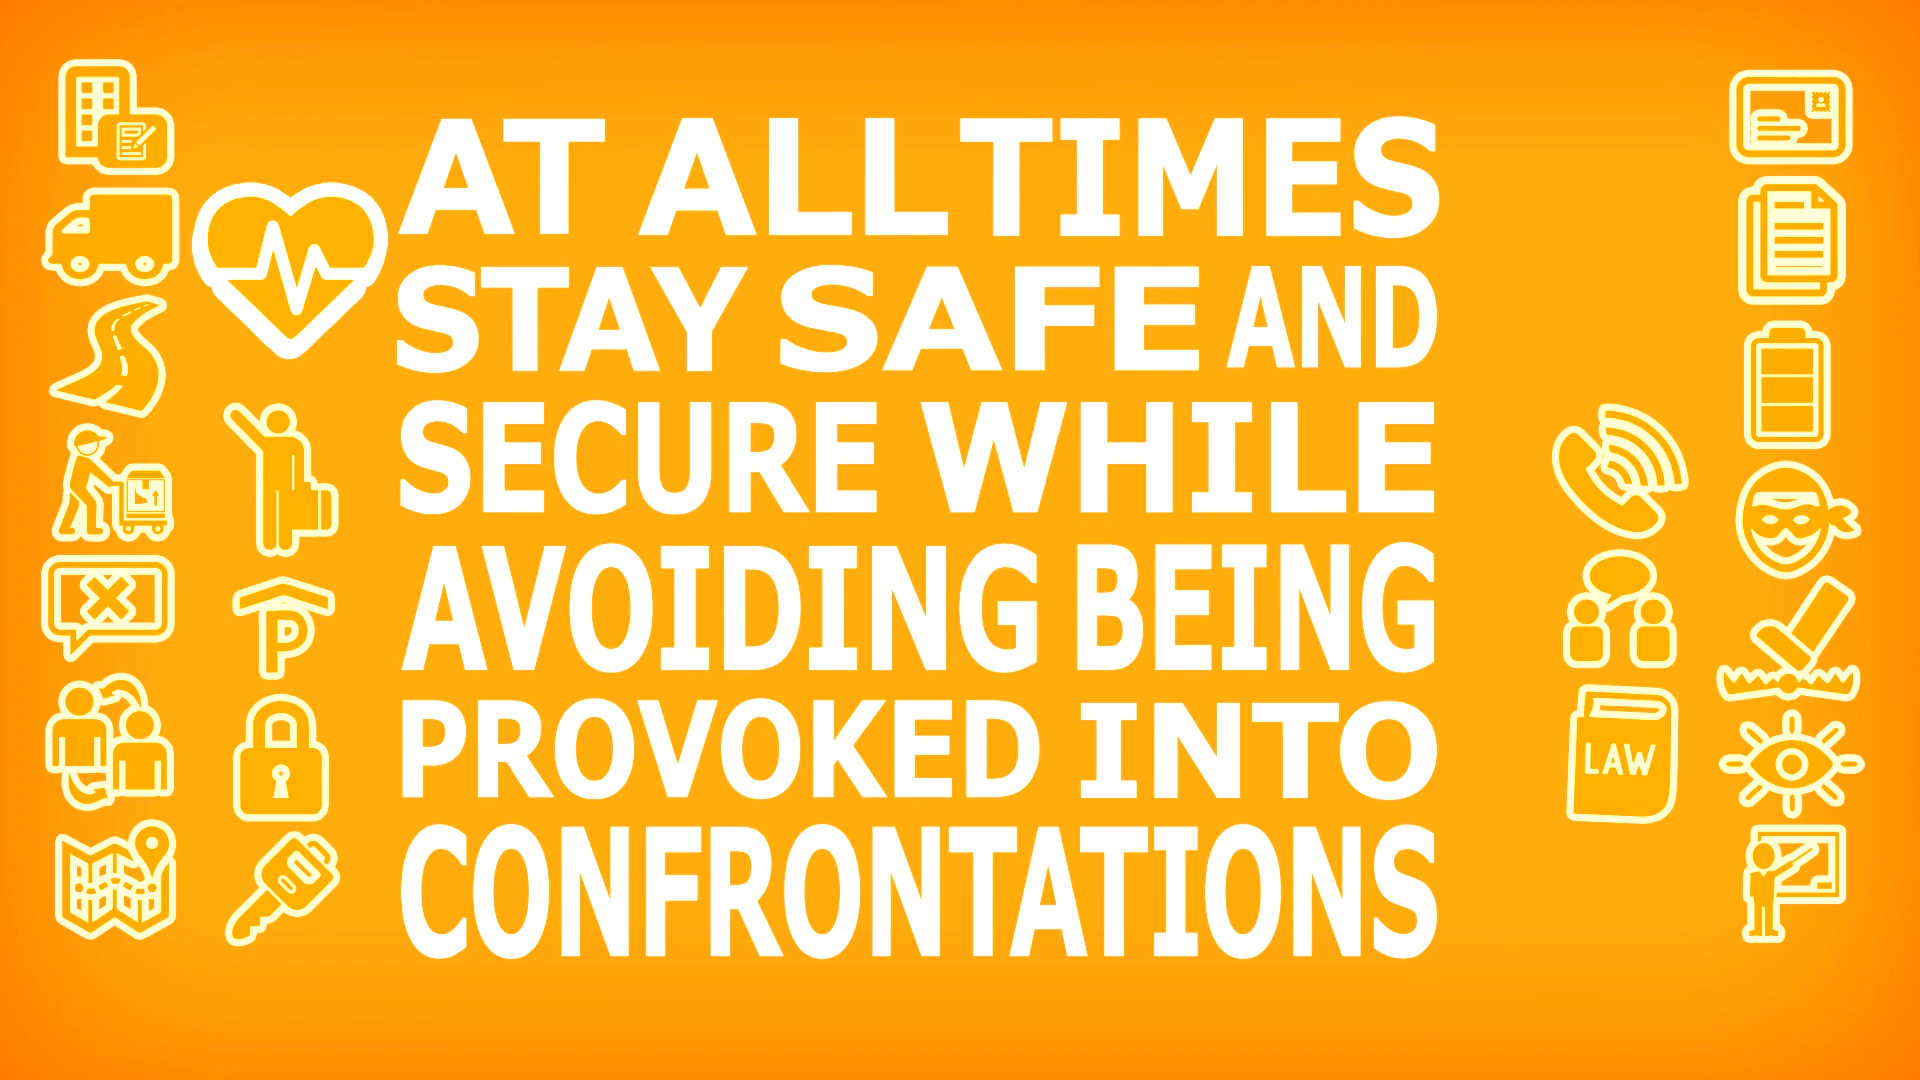 AT ALL TIMES
STAY SAFE AND
SECURE WHILE
AVOIDING BEING
PROVOKED INTO
CONFRONTATIONS
P
LAW